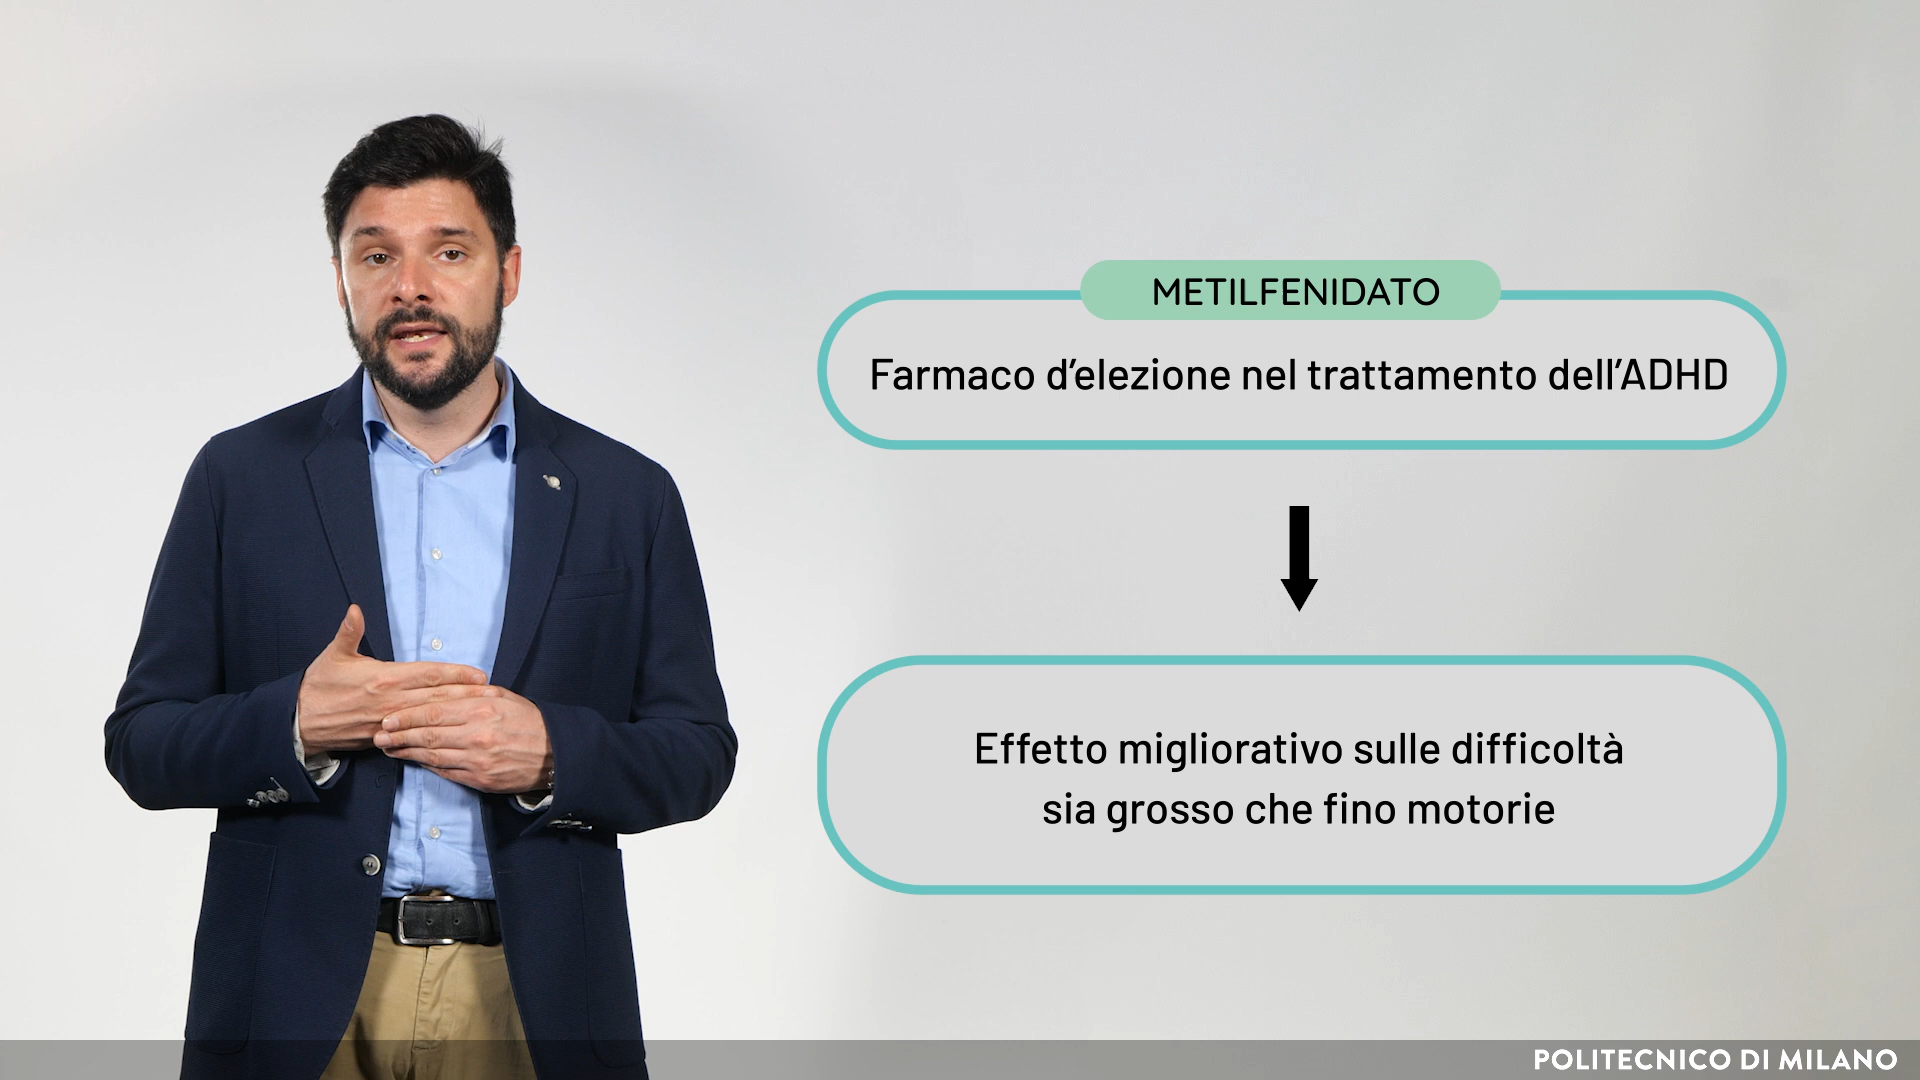 METILFENIDATO
Farmaco d’elezione nel trattamento dell’ADHD
Effetto migliorativo sulle difficoltà
sia grosso che fino motorie
POLITECNICO DI MILANO